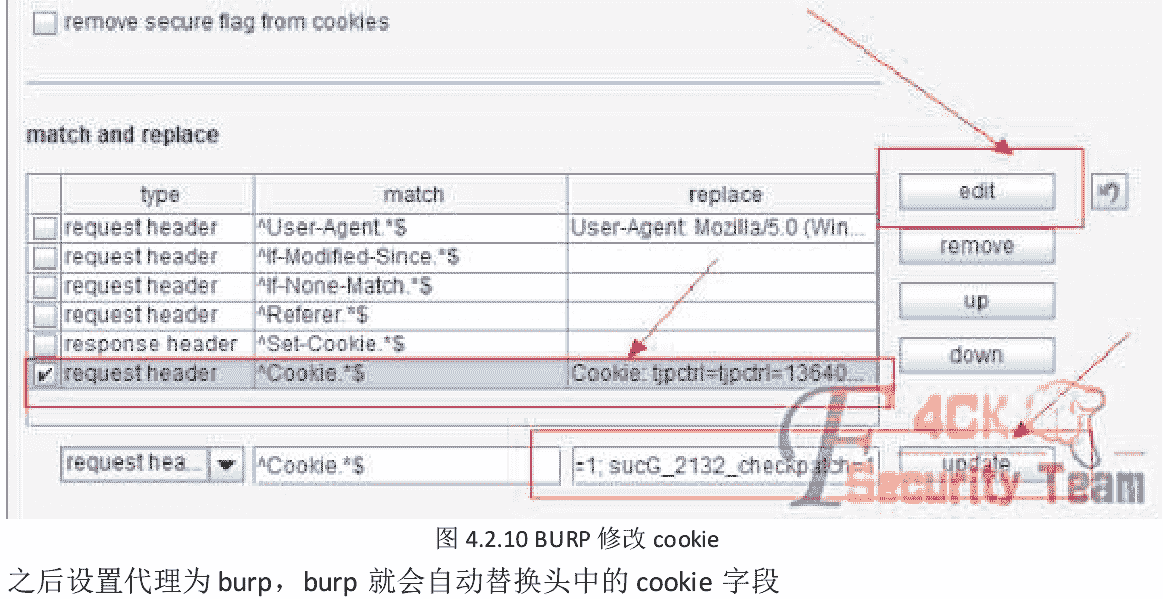 remove secure flag from cookies
match and replace
type match replace
request header ^User-Agent.*$ User-Agent: Mozilla/5.0 (Win...
request header ^If-Modified-Since.*$
request header ^If-None-Match.*$
request header ^Referer.*$
response header ^Set-Cookie.*$
request header ^Cookie.*$ Cookie: tjpctrl=tjpctrl=13640...
edit
remove
up
down
request hea... ^Cookie.*$ =1; sucG_2132_checkpatch=1 update
F4CK
Security Team
图 4.2.10 BURP 修改 cookie
之后设置代理为 burp，burp 就会自动替换头中的 cookie 字段